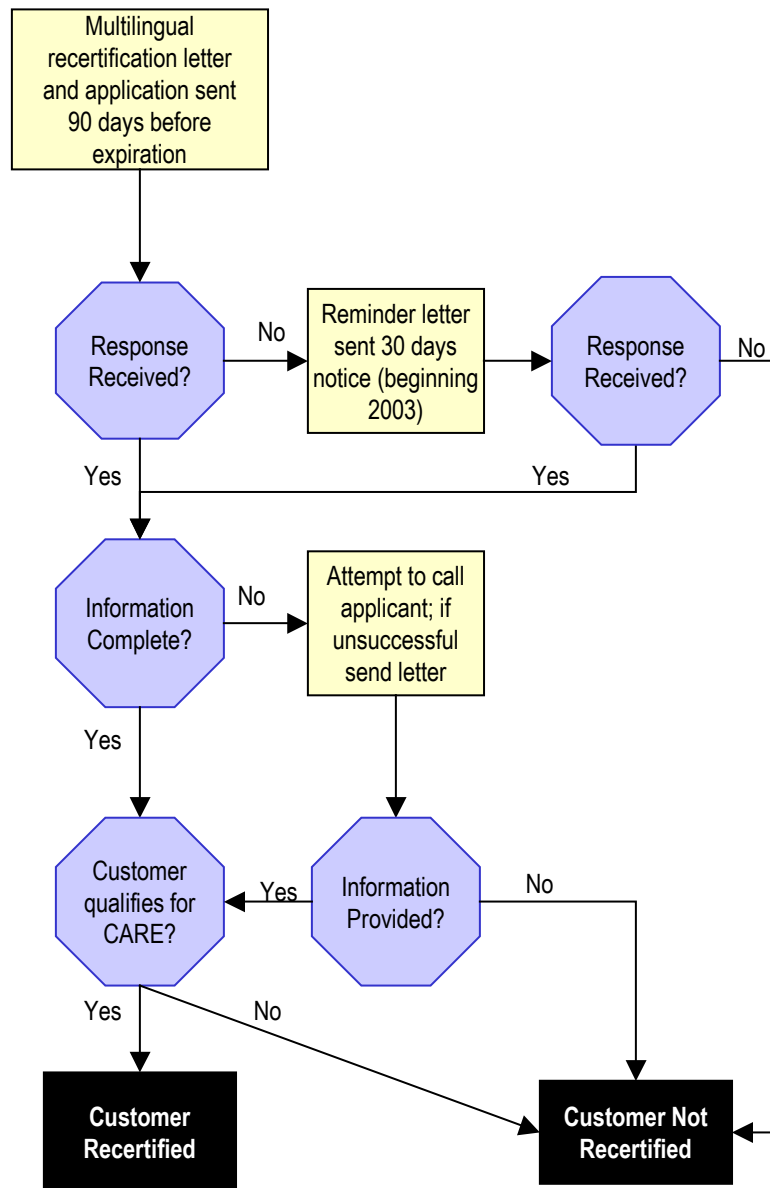 Multilingual
recertification letter
and application sent
90 days before
expiration
Response
Received?
No
Reminder letter
sent 30 days
notice (beginning
2003)
Response
Received?
No
Yes
Yes
Information
Complete?
No
Attempt to call
applicant; if
unsuccessful
send letter
Yes
Customer
qualifies for
CARE?
Yes
Information
Provided?
No
Yes
No
Customer
Recertified
Customer Not
Recertified